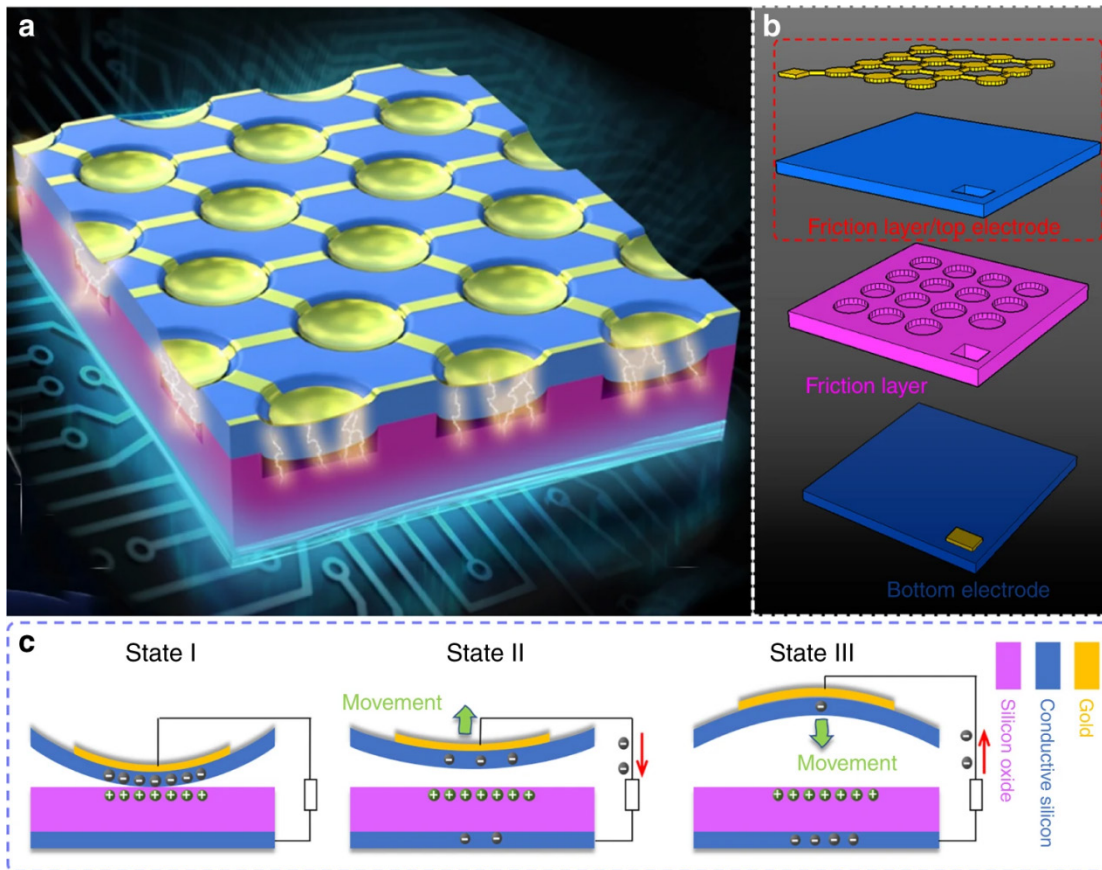 a
b
Friction layer/top electrode
Friction layer
Bottom electrode
c
State I
State II
State III
Movement
Movement
Silicon oxide
Conductive silicon
Gold